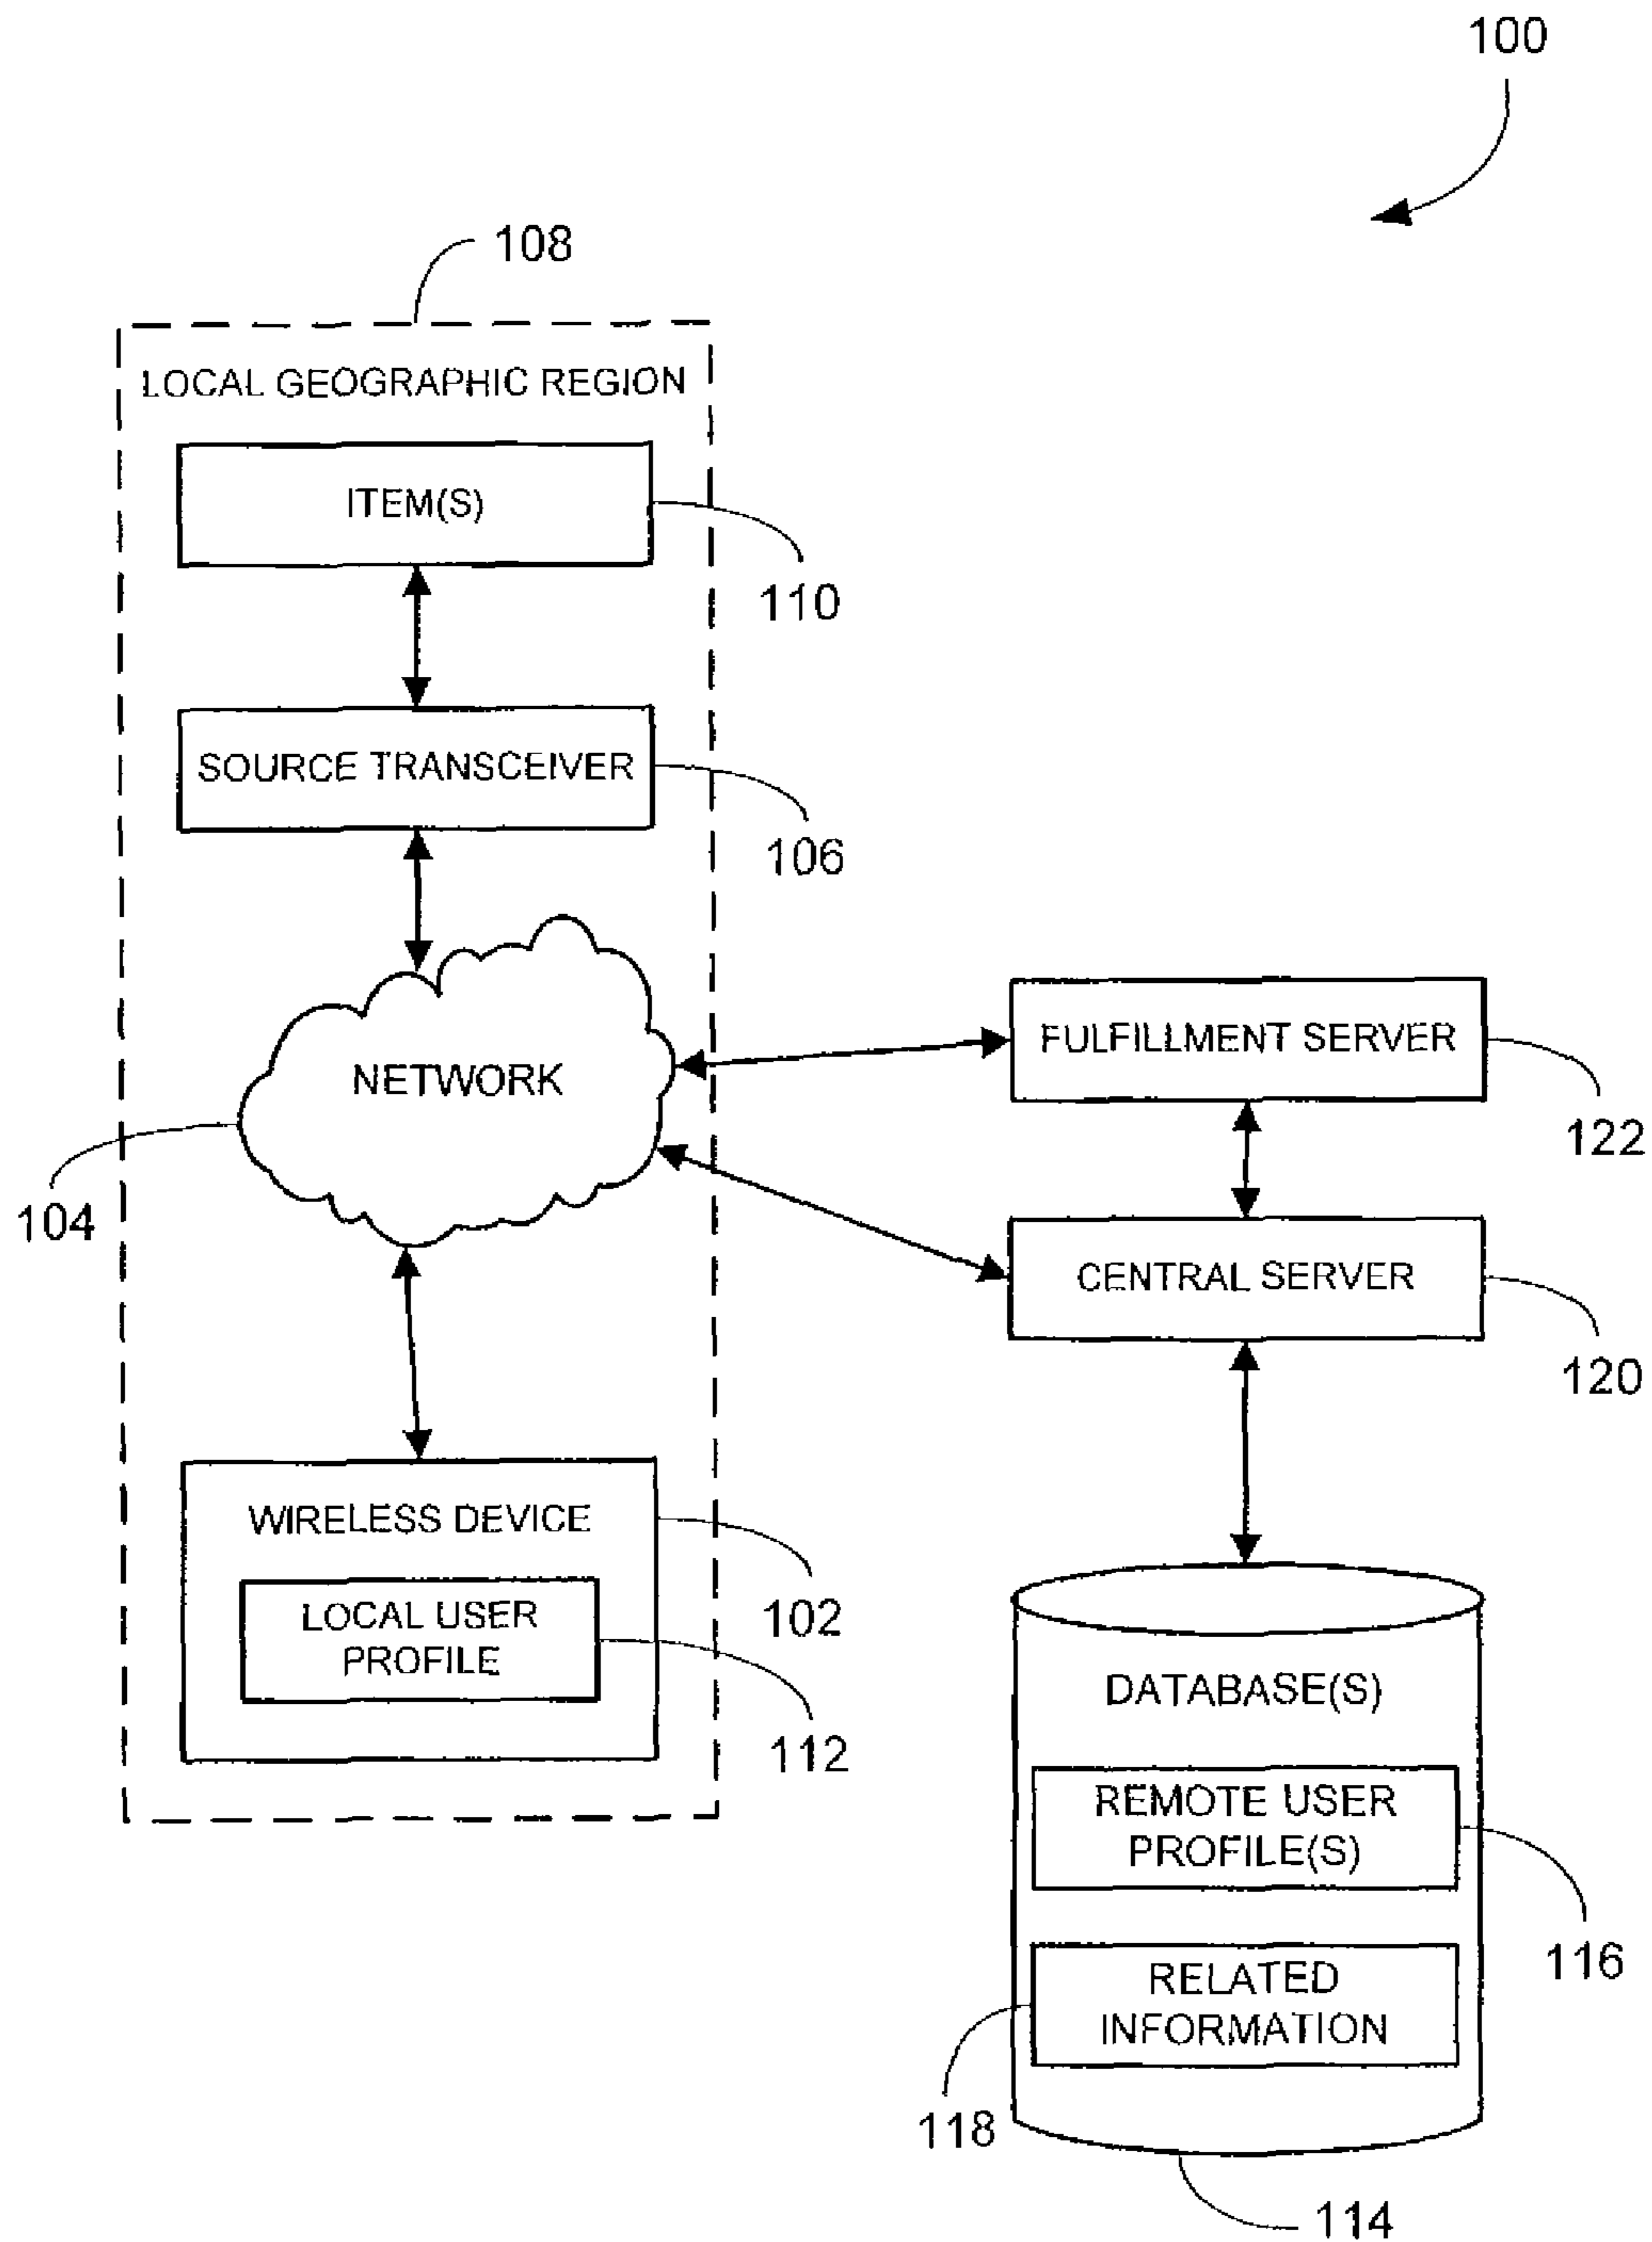 100
108
LOCAL GEOGRAPHIC REGION
ITEM(S)
110
SOURCE TRANSCEIVER
106
NETWORK
104
FULFILLMENT SERVER
122
CENTRAL SERVER
120
WIRELESS DEVICE
102
LOCAL USER
PROFILE
112
DATABASE(S)
REMOTE USER
PROFILE(S)
116
RELATED
INFORMATION
118
114